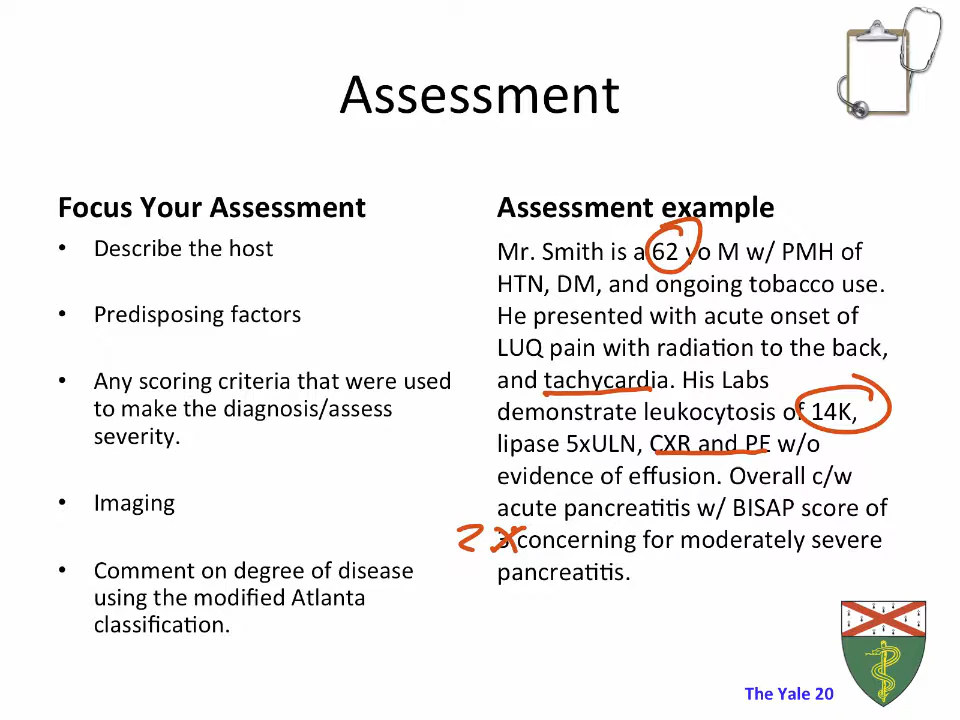 Assessment
Focus Your Assessment
• Describe the host
• Predisposing factors
• Any scoring criteria that were used
to make the diagnosis/assess
severity.
• Imaging
• Comment on degree of disease
using the modified Atlanta
classification.
Assessment example
Mr. Smith is a 62 yo M w/ PMH of
HTN, DM, and ongoing tobacco use.
He presented with acute onset of
LUQ pain with radiation to the back,
and tachycardia. His Labs
demonstrate leukocytosis of 14K,
lipase 5xULN, CXR and PE w/o
evidence of effusion. Overall c/w
acute pancreatitis w/ BISAP score of
2 3 concerning for moderately severe
pancreatitis.
The Yale 20